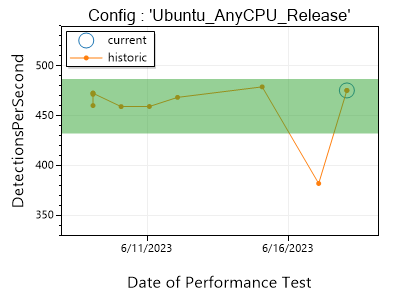 Config : 'Ubuntu_AnyCPU_Release'
current
historic
DetectionsPerSecond
500
450
400
350
6/11/2023
6/16/2023
Date of Performance Test